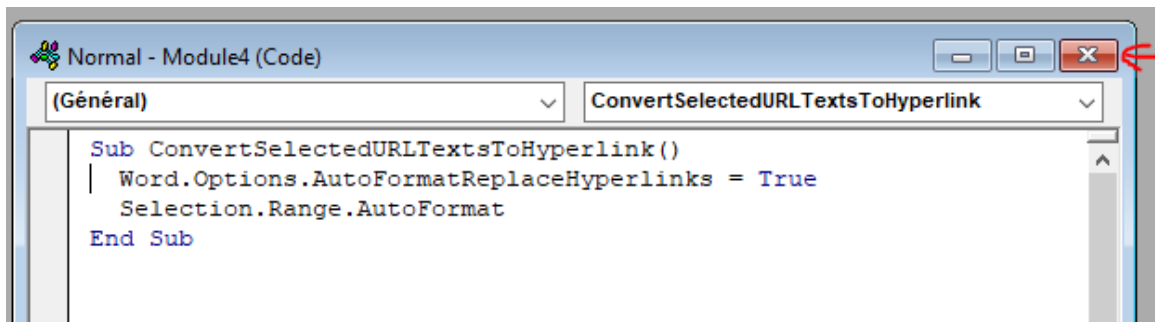 Normal - Module4 (Code)
(Général) ConvertSelectedURLTextsToHyperlink
Sub ConvertSelectedURLTextsToHyperlink()
Word.Options.AutoFormatReplaceHyperlinks = True
Selection.Range.AutoFormat
End Sub